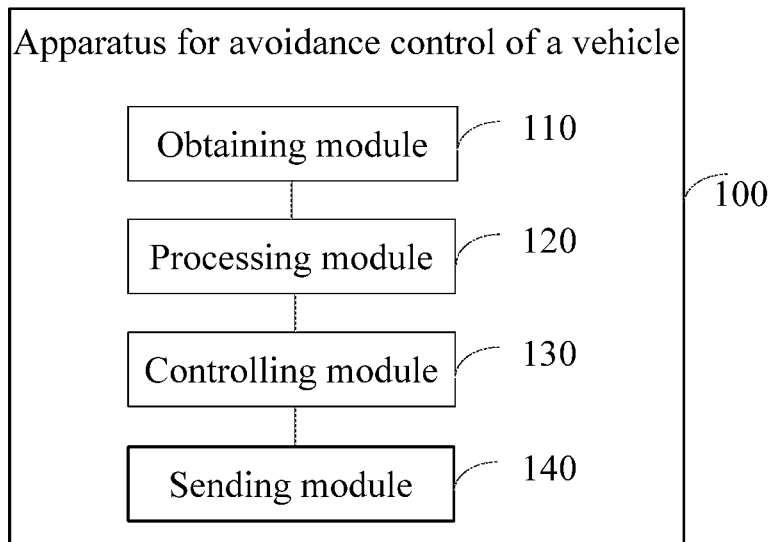 Apparatus for avoidance control of a vehicle
Obtaining module
110
100
Processing module
120
Controlling module
130
Sending module
140